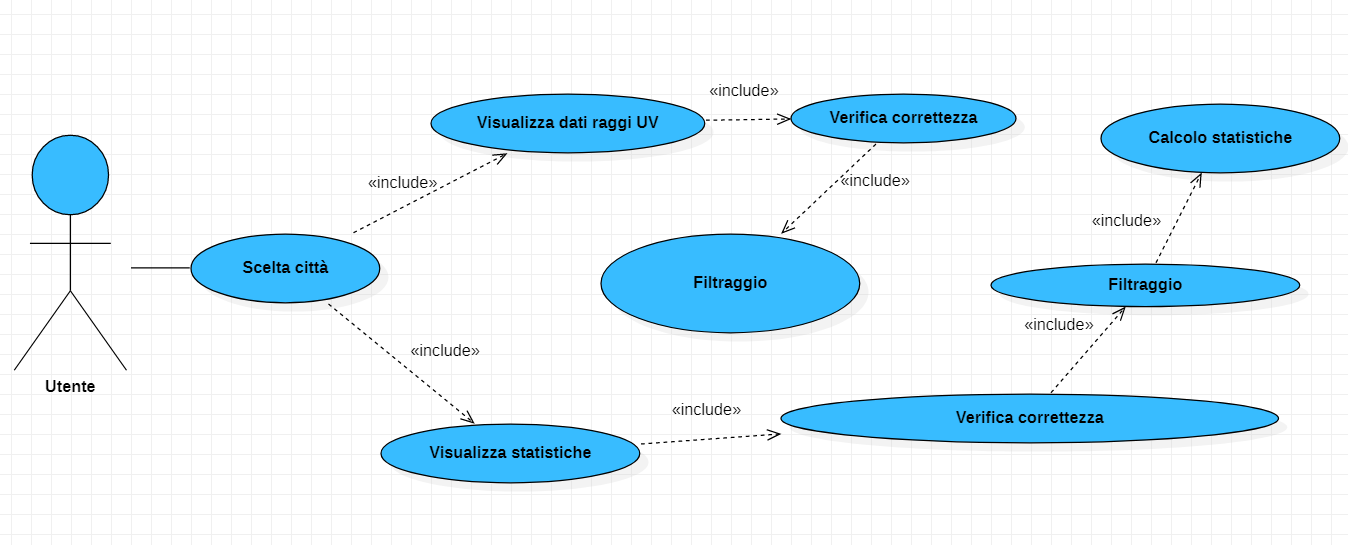 «include»
Visualizza dati raggi UV
Verifica correttezza
Calcolo statistiche
«include»
«include»
«include»
Scelta città
Filtraggio
Filtraggio
«include»
«include»
Utente
«include»
Verifica correttezza
Visualizza statistiche